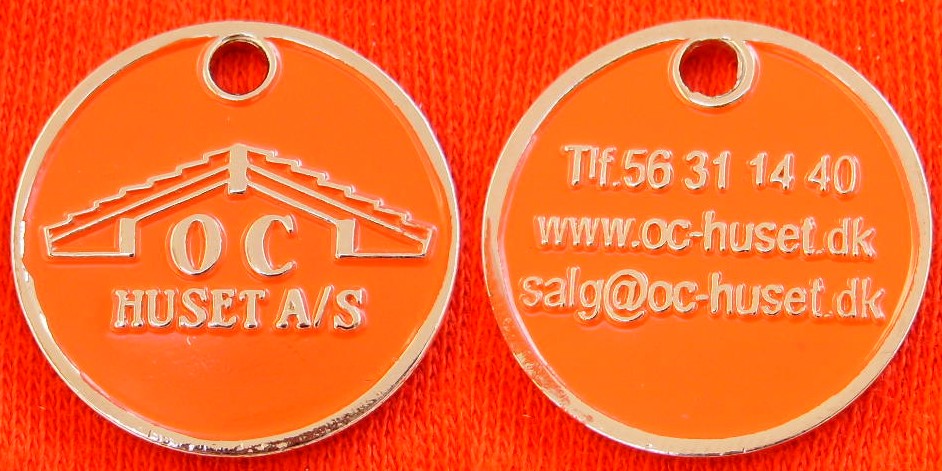 OC
HUSET A/S
Tlf.56 31 14 40
www.oc-huset.dk
salg@oc-huset.dk